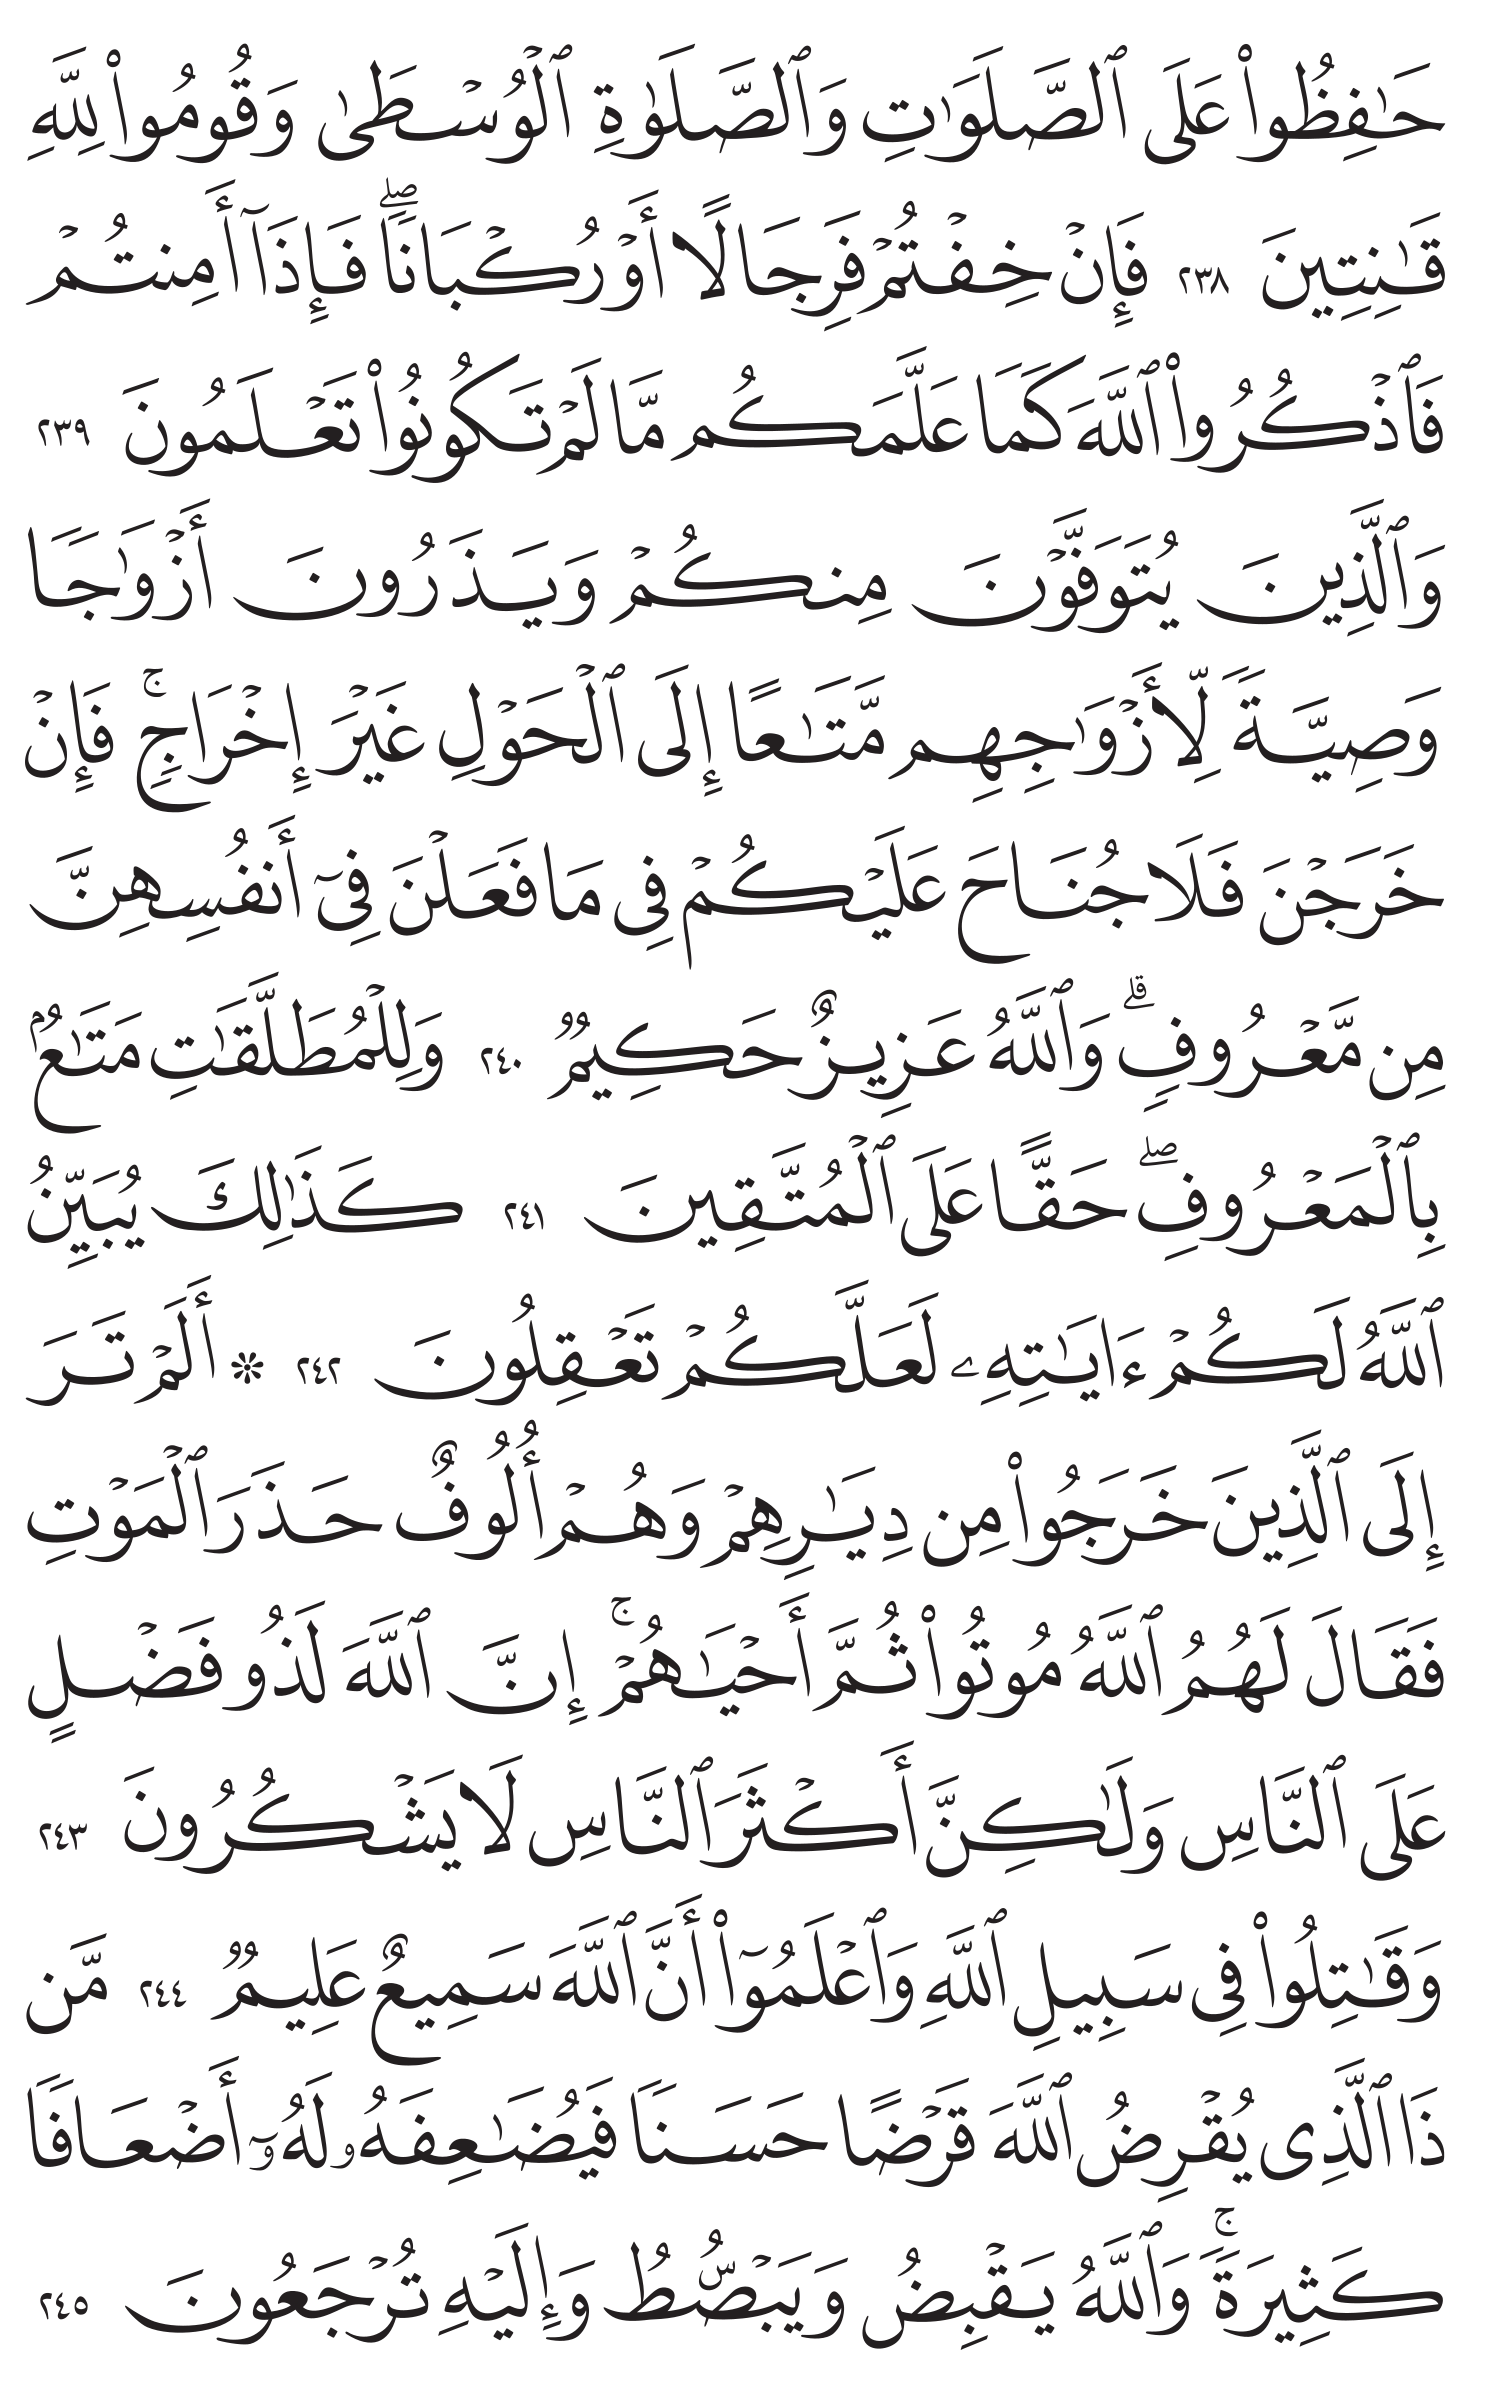 حَٰفِظُوا۟ عَلَى ٱلصَّلَوَٰتِ وَٱلصَّلَوٰةِ ٱلْوُسْطَىٰ وَقُومُوا۟ لِلَّهِ
قَٰنِتِينَ ٢٣٨ فَإِنْ خِفْتُمْ فَرِجَالًا أَوْ رُكْبَانًا ۖ فَإِذَآ أَمِنتُمْ
فَٱذْكُرُوا۟ ٱللَّهَ كَمَا عَلَّمَكُم مَّا لَمْ تَكُونُوا۟ تَعْلَمُونَ ٢٣٩
وَٱلَّذِينَ يُتَوَفَّوْنَ مِنكُمْ وَيَذَرُونَ أَزْوَٰجًا
وَصِيَّةً لِّأَزْوَٰجِهِم مَّتَٰعًا إِلَى ٱلْحَوْلِ غَيْرَ إِخْرَاجٍ ۚ فَإِنْ
خَرَجْنَ فَلَا جُنَاحَ عَلَيْكُمْ فِى مَا فَعَلْنَ فِىٓ أَنفُسِهِنَّ
مِن مَّعْرُوفٍ ۗ وَٱللَّهُ عَزِيزٌ حَكِيمٌ ٢٤٠ وَلِلْمُطَلَّقَٰتِ مَتَٰعٌۢ
بِٱلْمَعْرُوفِ ۖ حَقًّا عَلَى ٱلْمُتَّقِينَ ٢٤١ كَذَٰلِكَ يُبَيِّنُ
ٱللَّهُ لَكُمْ ءَايَٰتِهِۦ لَعَلَّكُمْ تَعْقِلُونَ ٢٤٢ ۞ أَلَمْ تَرَ
إِلَى ٱلَّذِينَ خَرَجُوا۟ مِن دِيَٰرِهِمْ وَهُمْ أُلُوفٌ حَذَرَ ٱلْمَوْتِ
فَقَالَ لَهُمُ ٱللَّهُ مُوتُوا۟ ثُمَّ أَحْيَٰهُمْ ۚ إِنَّ ٱللَّهَ لَذُو فَضْلٍ
عَلَى ٱلنَّاسِ وَلَٰكِنَّ أَكْثَرَ ٱلنَّاسِ لَا يَشْكُرُونَ ٢٤٣
وَقَٰتِلُوا۟ فِى سَبِيلِ ٱللَّهِ وَٱعْلَمُوٓا۟ أَنَّ ٱللَّهَ سَمِيعٌ عَلِيمٌ ٢٤٤ مَّن
ذَا ٱلَّذِى يُقْرِضُ ٱللَّهَ قَرْضًا حَسَنًا فَيُضَٰعِفَهُۥ لَهُۥٓ أَضْعَافًا
كَثِيرَةً ۚ وَٱللَّهُ يَقْبِضُ وَيَبْصُۜطُ وَإِلَيْهِ تُرْجَعُونَ ٢٤٥